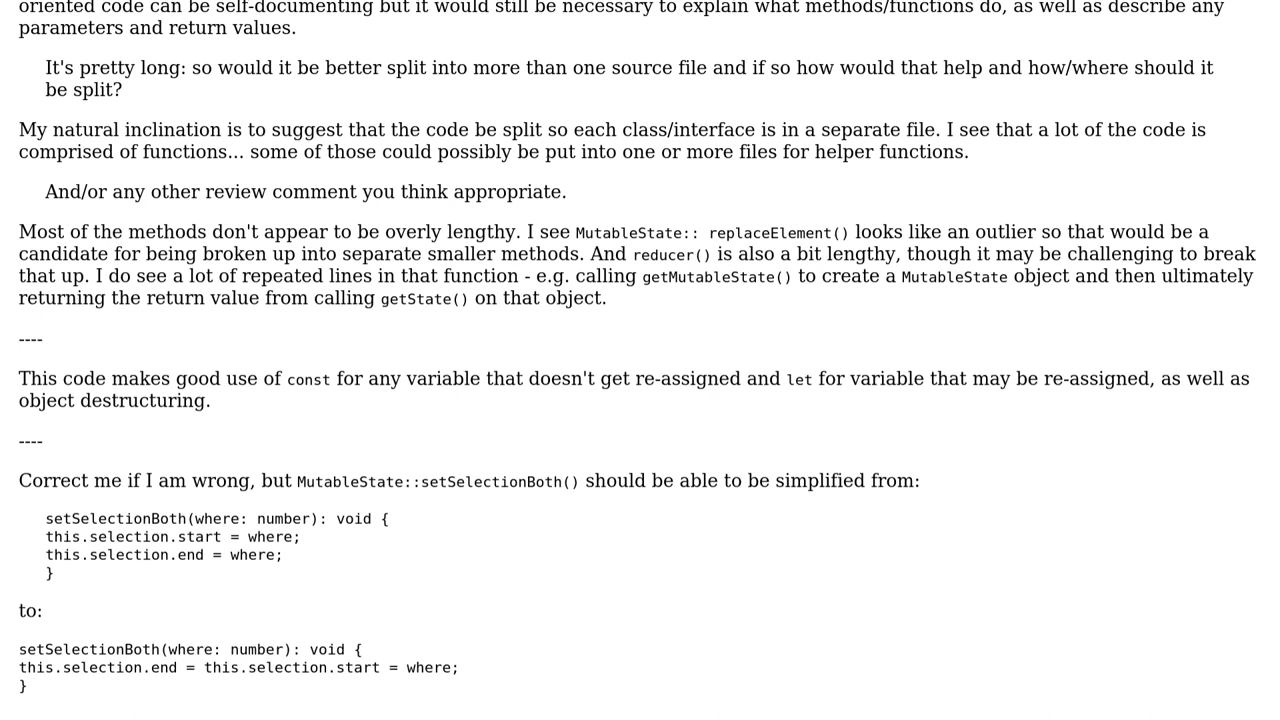 oriented code can be self-documenting but it would still be necessary to explain what methods/functions do, as well as describe any
parameters and return values.
It's pretty long: so would it be better split into more than one source file and if so how would that help and how/where should it
be split?
My natural inclination is to suggest that the code be split so each class/interface is in a separate file. I see that a lot of the code is
comprised of functions... some of those could possibly be put into one or more files for helper functions.
And/or any other review comment you think appropriate.
Most of the methods don't appear to be overly lengthy. I see MutableState:: replaceElement() looks like an outlier so that would be a
candidate for being broken up into separate smaller methods. And reducer() is also a bit lengthy, though it may be challenging to break
that up. I do see a lot of repeated lines in that function - e.g. calling getMutableState() to create a MutableState object and then ultimately
returning the return value from calling getState() on that object.
----
This code makes good use of const for any variable that doesn't get re-assigned and let for variable that may be re-assigned, as well as
object destructuring.
----
Correct me if I am wrong, but MutableState::setSelectionBoth() should be able to be simplified from:
setSelectionBoth(where: number): void {
this.selection.start = where;
this.selection.end = where;
}
to:
setSelectionBoth(where: number): void {
this.selection.end = this.selection.start = where;
}